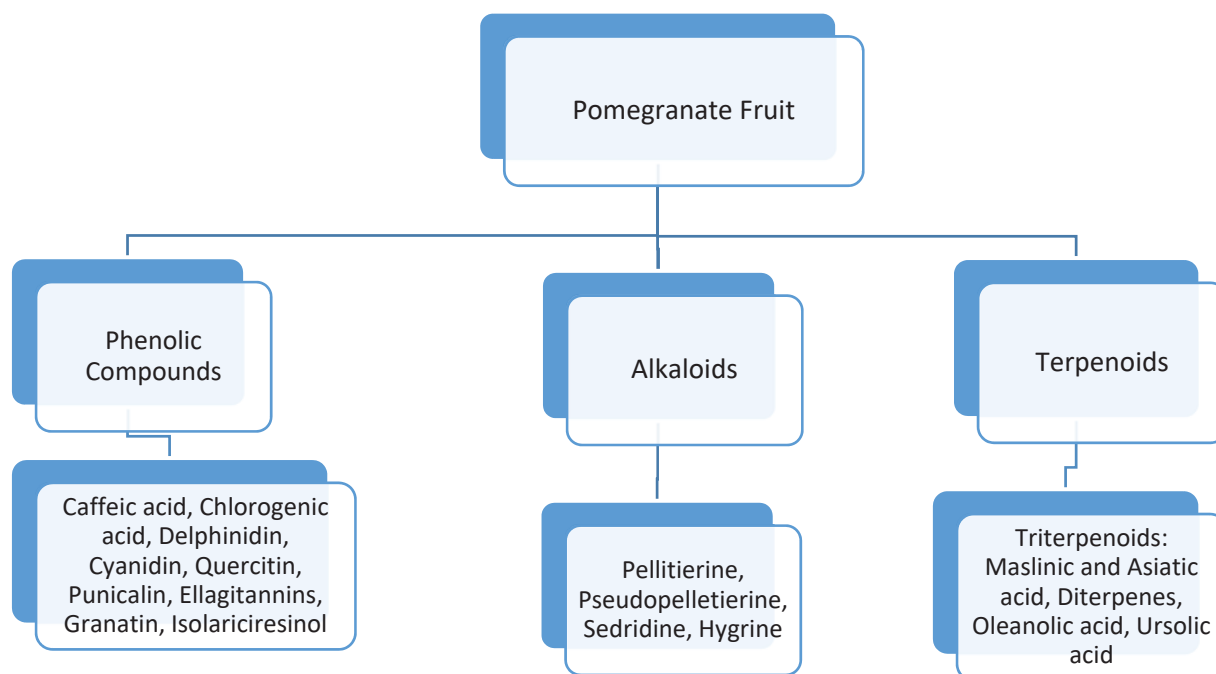 Pomegranate Fruit
Phenolic
Compounds
Alkaloids
Terpenoids
Caffeic acid, Chlorogenic
acid, Delphinidin,
Cyanidin, Quercitin,
Punicalin, Ellagitannins,
Granatin, Isolariciresinol
Pellitierine,
Pseudopelletierine,
Sedridine, Hygrine
Triterpenoids:
Maslinic and Asiatic
acid, Diterpenes,
Oleanolic acid, Ursolic
acid